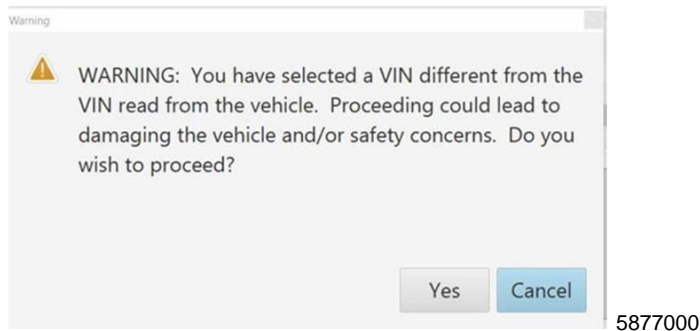 Warning
WARNING: You have selected a VIN different from the
VIN read from the vehicle. Proceeding could lead to
damaging the vehicle and/or safety concerns. Do you
wish to proceed?
Yes Cancel
5877000